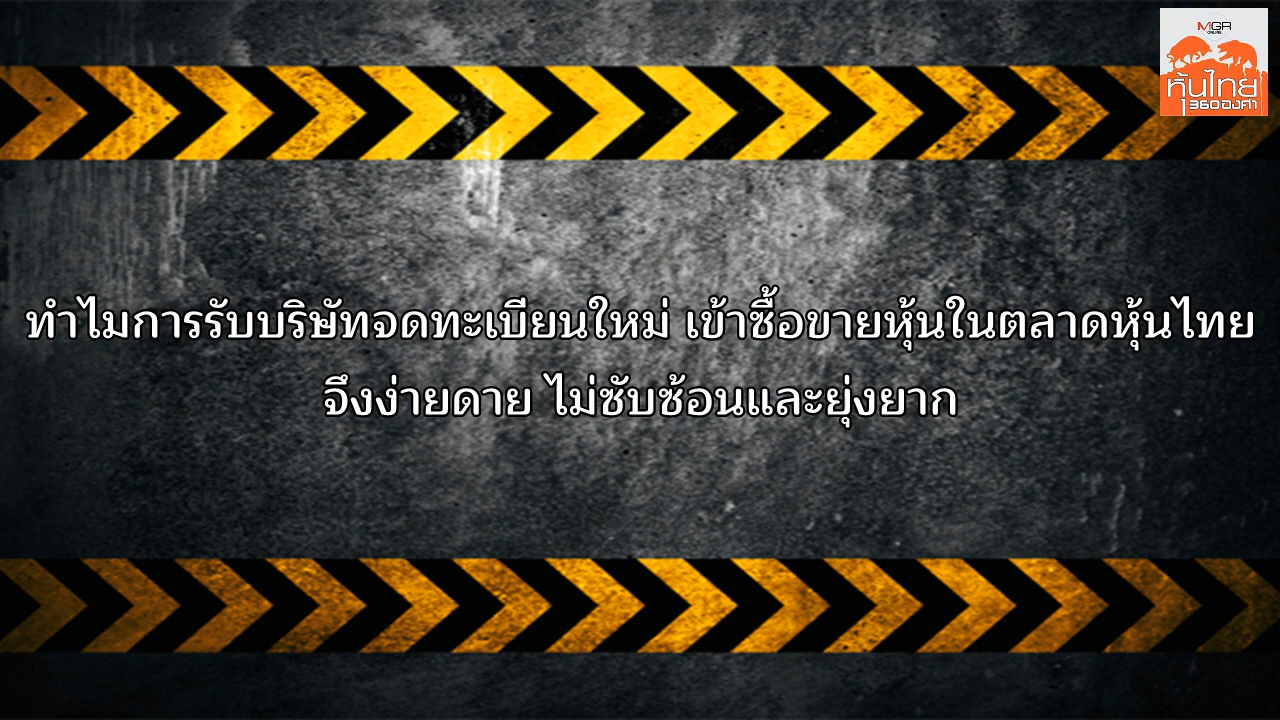 MGR
ONLINE
หุ้นไทย
360องศา
ทำไมการรับบริษัทจดทะเบียนใหม่ เข้าซื้อขายหุ้นในตลาดหุ้นไทย
จึงง่ายดาย ไม่ซับซ้อนและยุ่งยาก